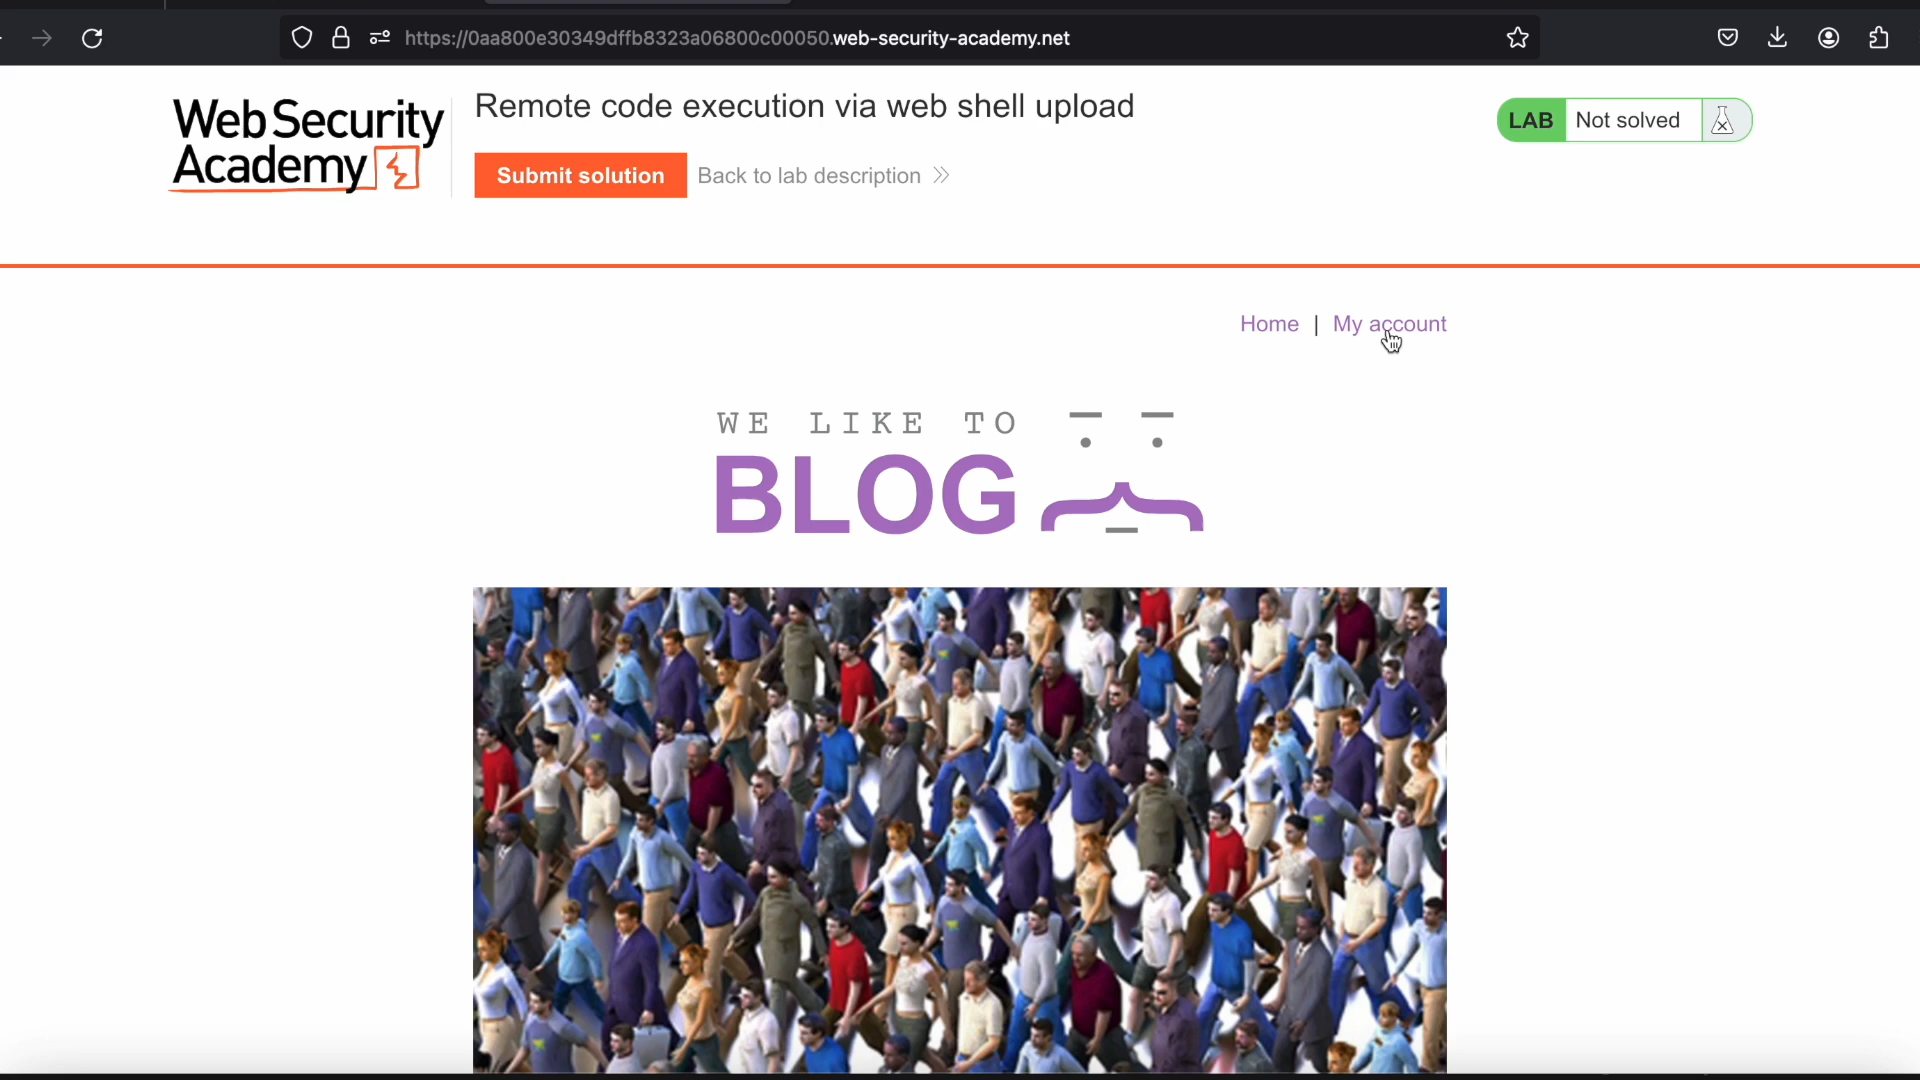 https://0aa800e30349dffb8323a06800c00050.web-security-academy.net
Web Security
Academy
Remote code execution via web shell upload
Submit solution
Back to lab description
LAB
Not solved
Home | My account
WE LIKE TO
BLOG